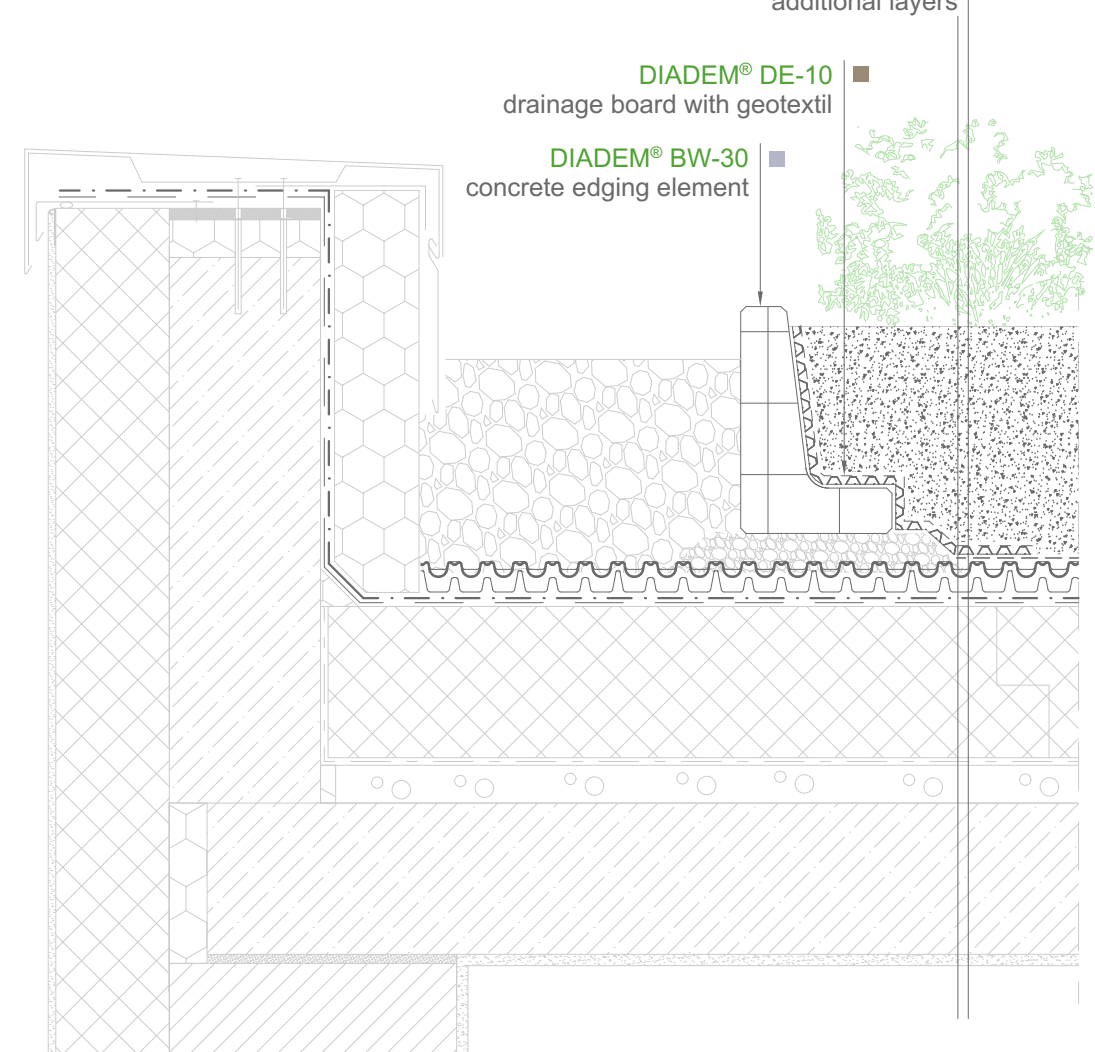 additional layers
DIADEM® DE-10
drainage board with geotextil
DIADEM® BW-30
concrete edging element